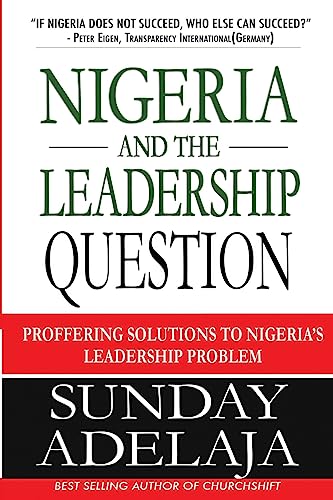 “IF NIGERIA DOES NOT SUCCEED, WHO ELSE CAN SUCCEED?”
- PETER EIGEN, TRANSPARENCY INTERNATIONAL(GERMANY)
NIGERIA
AND THE
LEADERSHIP
QUESTION
PROFFERING SOLUTIONS TO NIGERIA'S
LEADERSHIP PROBLEM
SUNDAY
ADELAJA
BEST SELLING AUTHOR OF CHURCHSHIFT